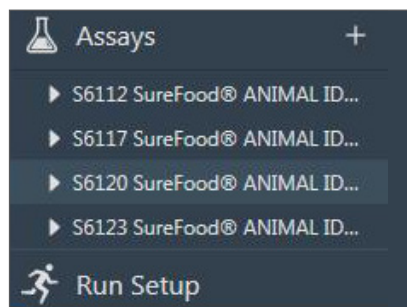 Assays +
S6112 SureFood® ANIMAL ID...
S6117 SureFood® ANIMAL ID...
S6120 SureFood® ANIMAL ID...
S6123 SureFood® ANIMAL ID...
Run Setup